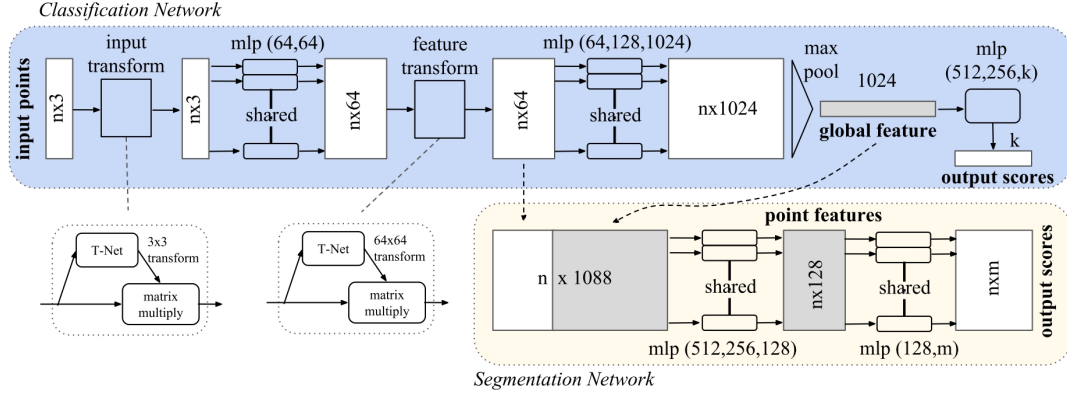 Classification Network
input points
nx3
input
transform
nx3
mlp (64,64)
shared
nx64
feature
transform
nx64
mlp (64,128,1024)
shared
nx1024
max
pool
1024
global feature
mlp
(512,256,k)
k
output scores
T-Net
3x3
transform
matrix
multiply
T-Net
64x64
transform
matrix
multiply
point features
n x 1088
shared
mlp (512,256,128)
nx128
shared
mlp (128,m)
nxm
output scores
Segmentation Network